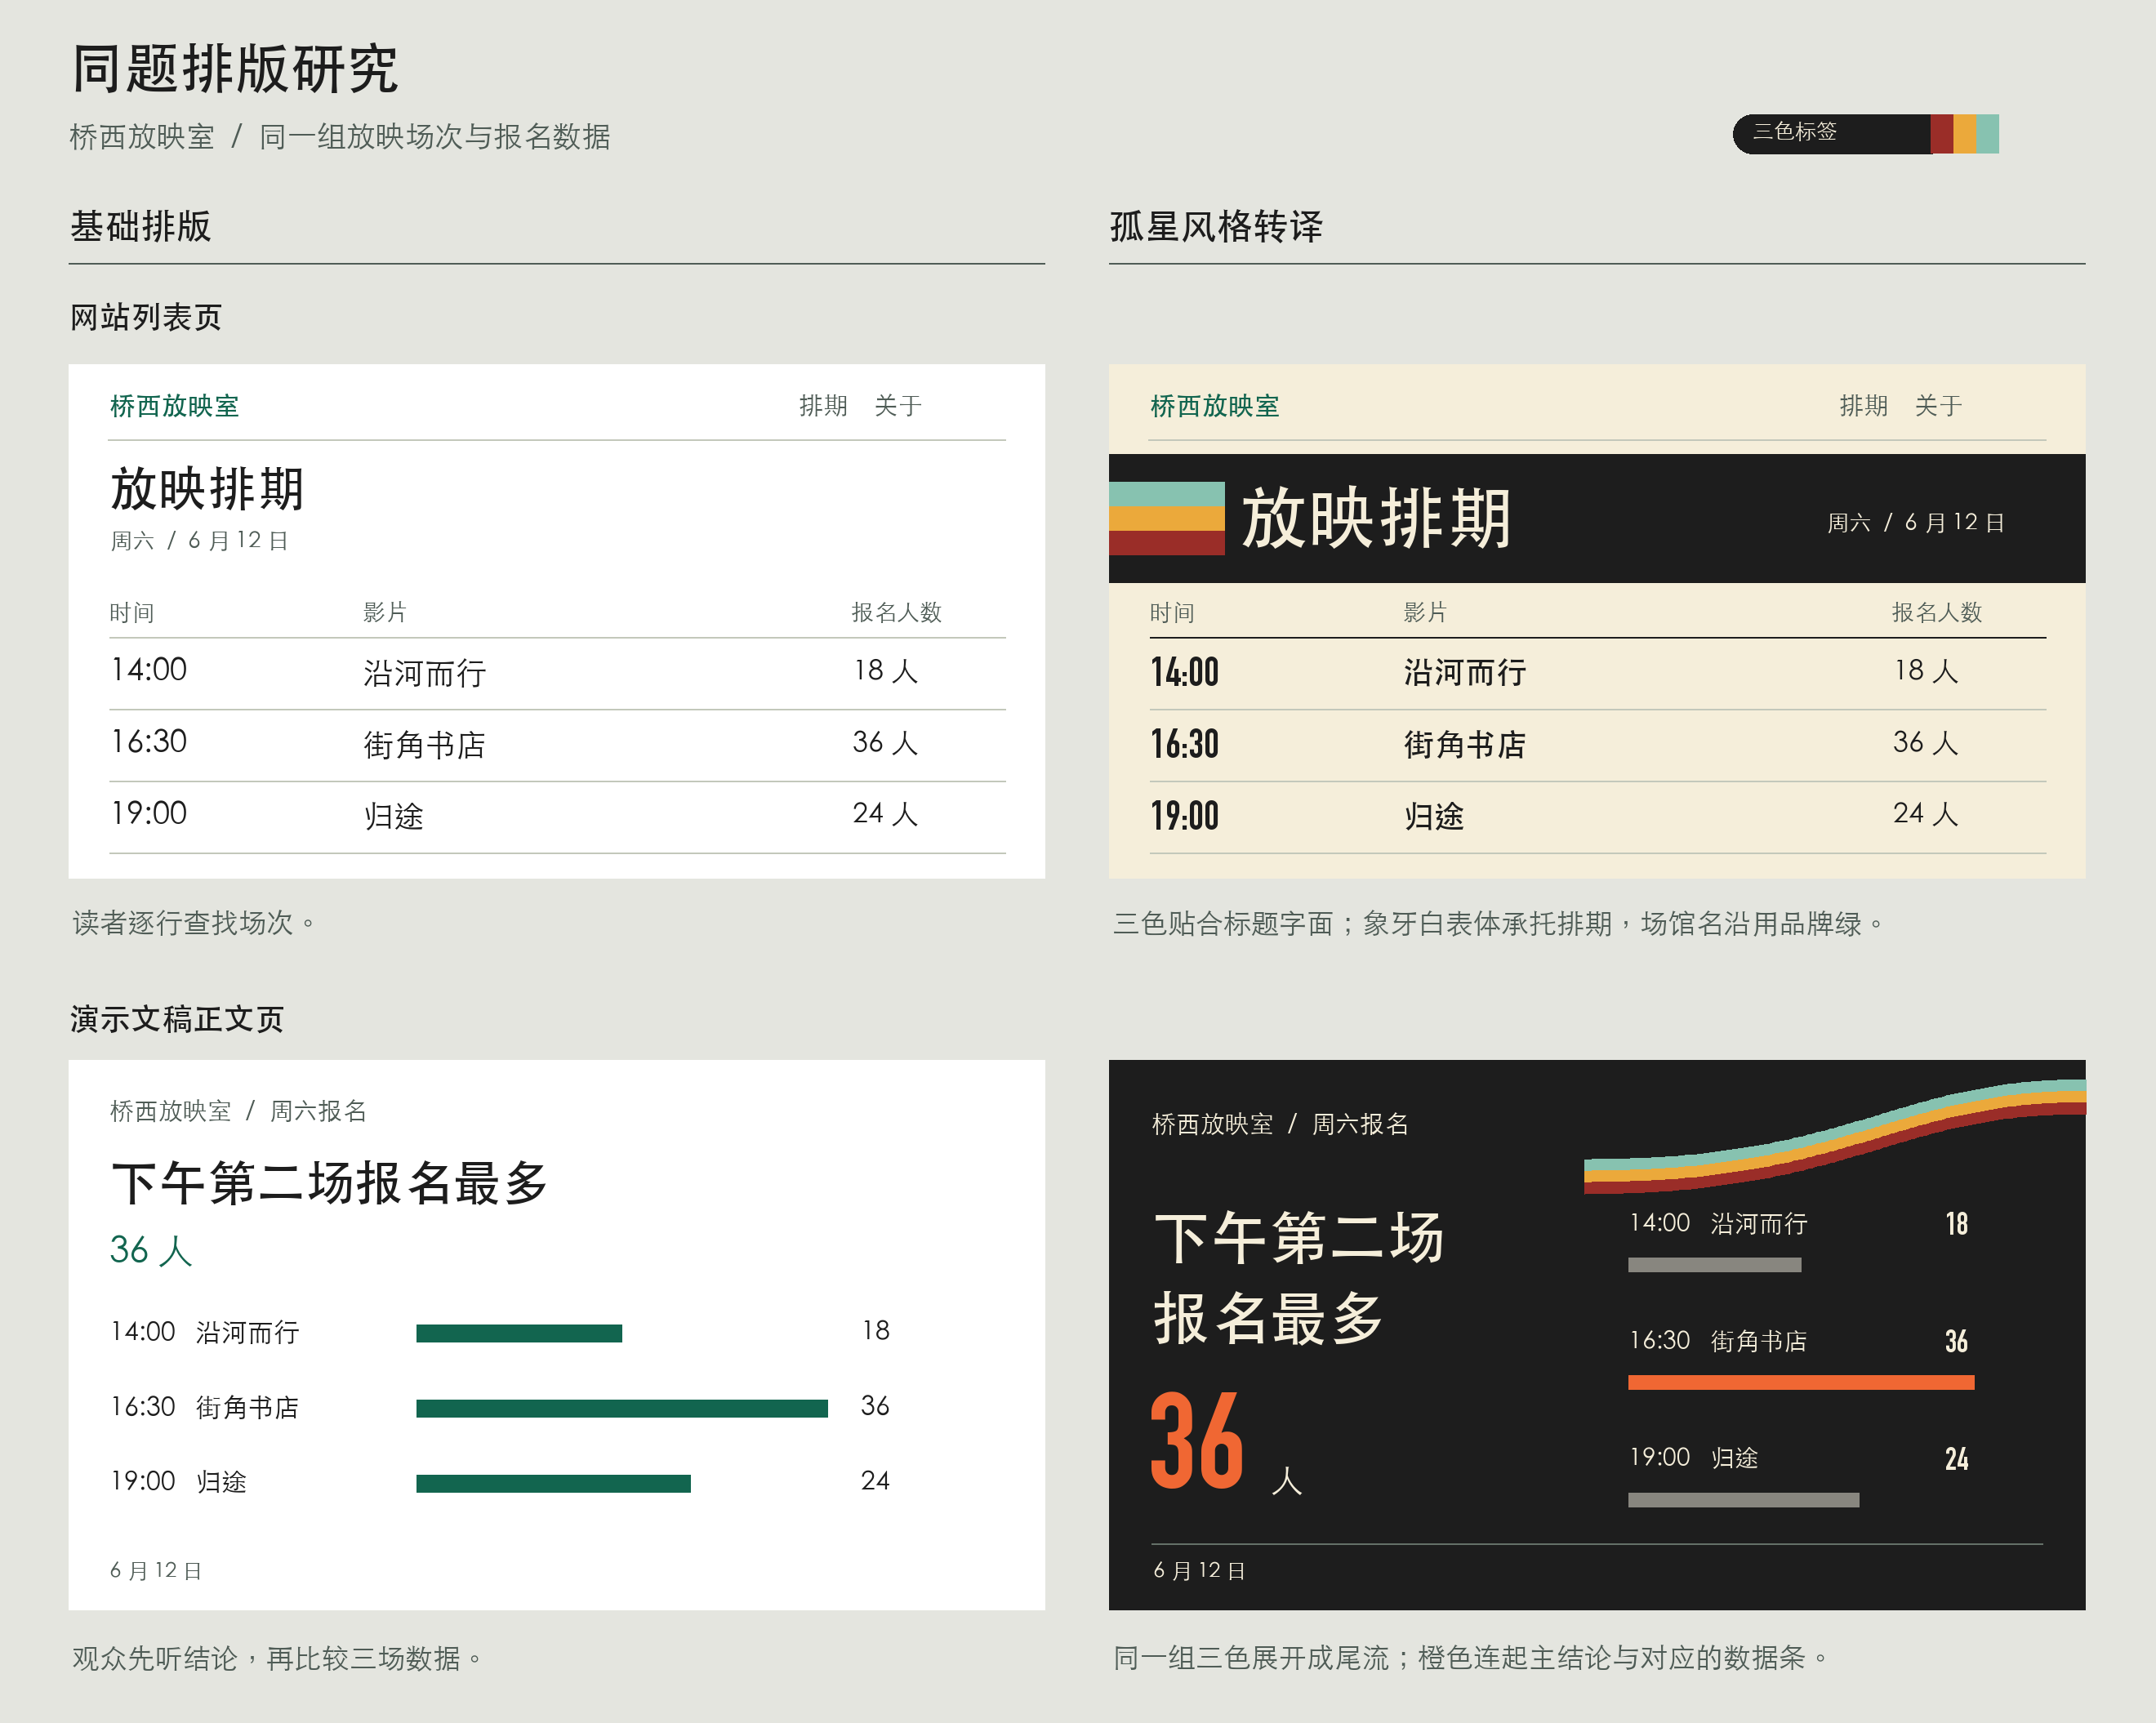 同题排版研究
桥西放映室 / 同一组放映场次与报名数据
三色标签
基础排版
孤星风格转译
网站列表页
桥西放映室
排期 关于
放映排期
周六 / 6 月 12 日
时间 影片 报名人数
14:00 沿河而行 18 人
16:30 街角书店 36 人
19:00 归途 24 人
读者逐行查找场次。
桥西放映室
排期 关于
放映排期
周六 / 6 月 12 日
时间 影片 报名人数
14:00 沿河而行 18 人
16:30 街角书店 36 人
19:00 归途 24 人
三色贴合标题字面；象牙白表体承托排期，场馆名沿用品牌绿。
演示文稿正文页
桥西放映室 / 周六报名
下午第二场报名最多
36 人
14:00 沿河而行 18
16:30 街角书店 36
19:00 归途 24
6 月 12 日
观众先听结论，再比较三场数据。
桥西放映室 / 周六报名
下午第二场
报名最多
36 人
14:00 沿河而行 18
16:30 街角书店 36
19:00 归途 24
6 月 12 日
同一组三色展开成尾流；橙色连起主结论与对应的数据条。